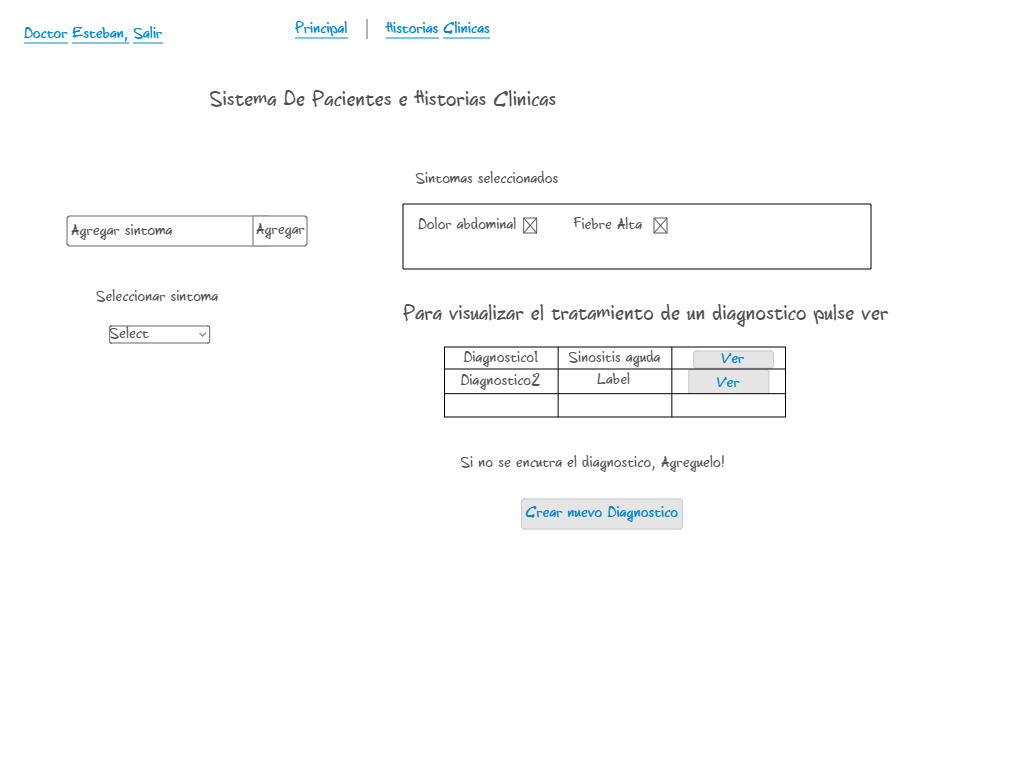 Doctor Esteban, Salir
Principal | Historias Clinicas
Sistema De Pacientes e Historias Clinicas
Sintomas seleccionados
Agregar sintoma Agregar
Dolor abdominal Fiebre Alta
Seleccionar sintoma
Select
Para visualizar el tratamiento de un diagnostico pulse ver
Diagnostico1 Sinositis aguda Ver
Diagnostico2 Label Ver
Si no se encutra el diagnostico, Agreguelo!
Crear nuevo Diagnostico